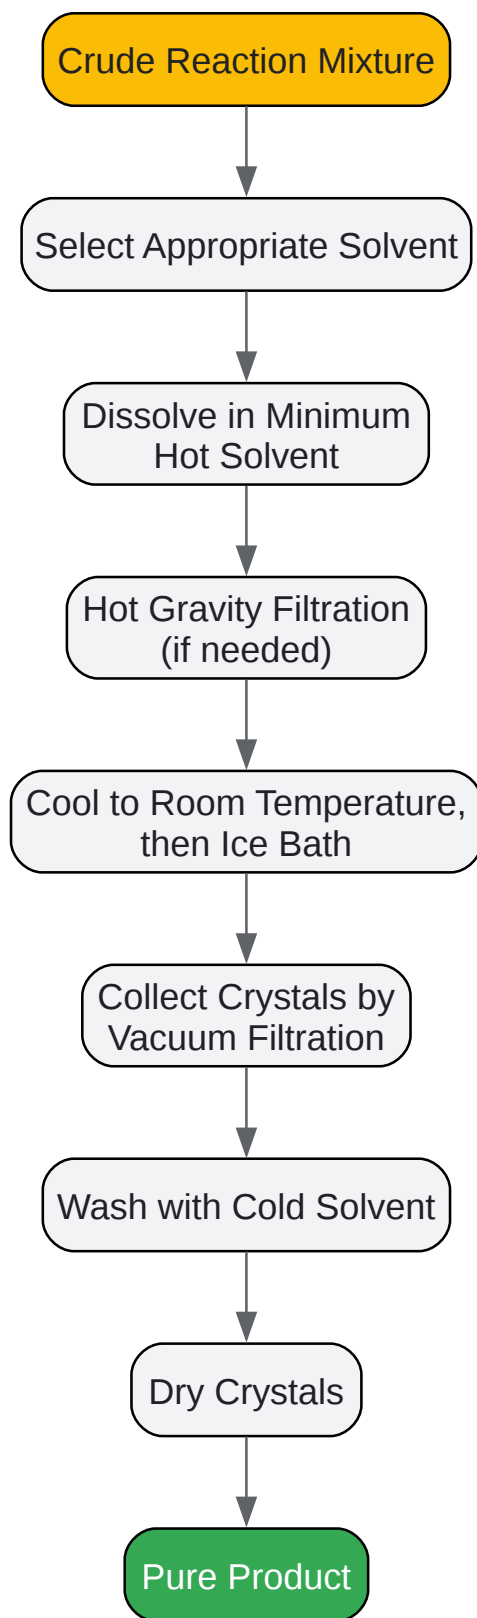 Crude Reaction Mixture
Select Appropriate Solvent
Dissolve in Minimum
Hot Solvent
Hot Gravity Filtration
(if needed)
Cool to Room Temperature,
then Ice Bath
Collect Crystals by
Vacuum Filtration
Wash with Cold Solvent
Dry Crystals
Pure Product